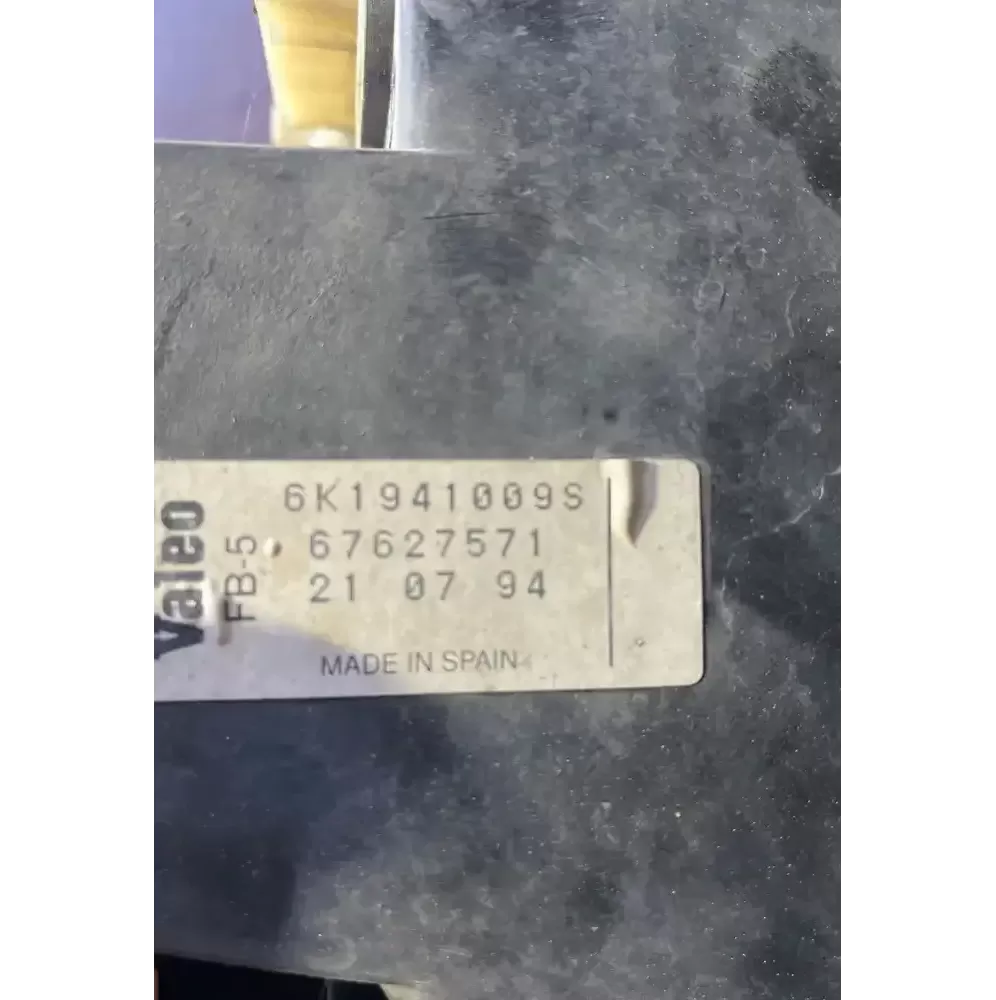 Valeo
FB-5
6K1941009S
67627571
21 07 94
MADE IN SPAIN